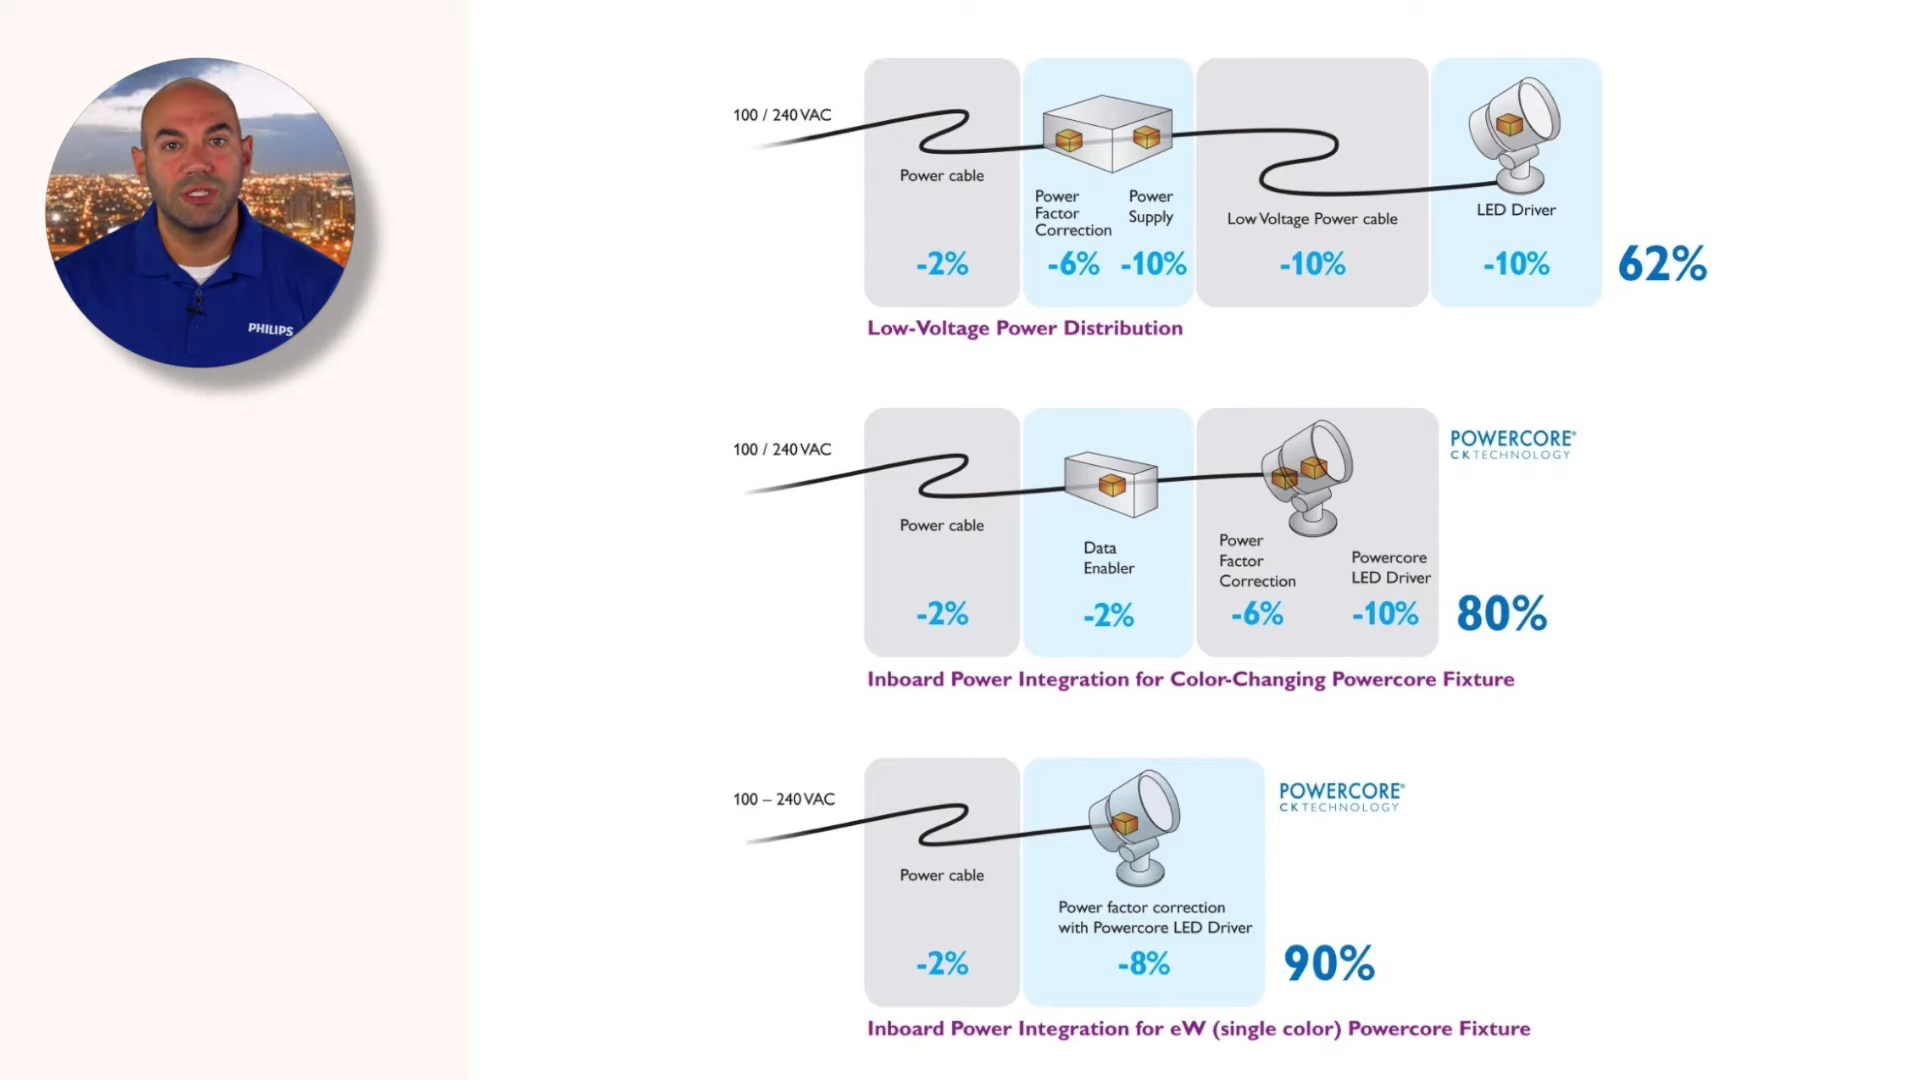 PHILIPS
100 / 240 VAC
Power cable
Power
Factor
Correction
Power
Supply
Low Voltage Power cable
LED Driver
-2%
-6%
-10%
-10%
-10%
62%
Low-Voltage Power Distribution
100 / 240 VAC
POWERCORE®
CKTECHNOLOGY
Power cable
Data
Enabler
Power
Factor
Correction
Powercore
LED Driver
-2%
-2%
-6%
-10%
80%
Inboard Power Integration for Color-Changing Powercore Fixture
100 – 240 VAC
POWERCORE®
CKTECHNOLOGY
Power cable
Power factor correction
with Powercore LED Driver
-2%
-8%
90%
Inboard Power Integration for eW (single color) Powercore Fixture